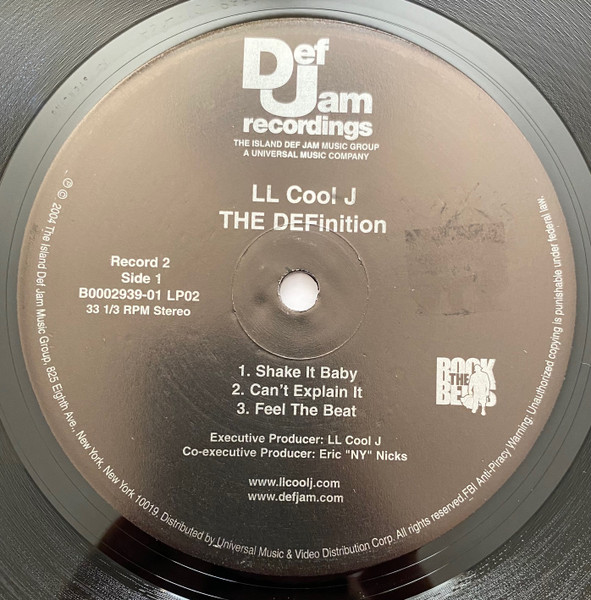 Def
Jam
recordings
THE ISLAND DEF JAM MUSIC GROUP
A UNIVERSAL MUSIC COMPANY
LL Cool J
THE DEFinition
Record 2
Side 1
B0002939-01 LP02
33 1/3 RPM Stereo
1. Shake It Baby
2. Can't Explain It
3. Feel The Beat
ROCK
THE
BELLS
Executive Producer: LL Cool J
Co-executive Producer: Eric "NY" Nicks
www.llcoolj.com
www.defjam.com
℗ © 2004 The Island Def Jam Music Group, 825 Eighth Ave., New York, New York 10019. Distributed by Universal Music & Video Distribution Corp. All rights reserved. FBI Anti-Piracy Warning: Unauthorized copying is punishable under federal law.